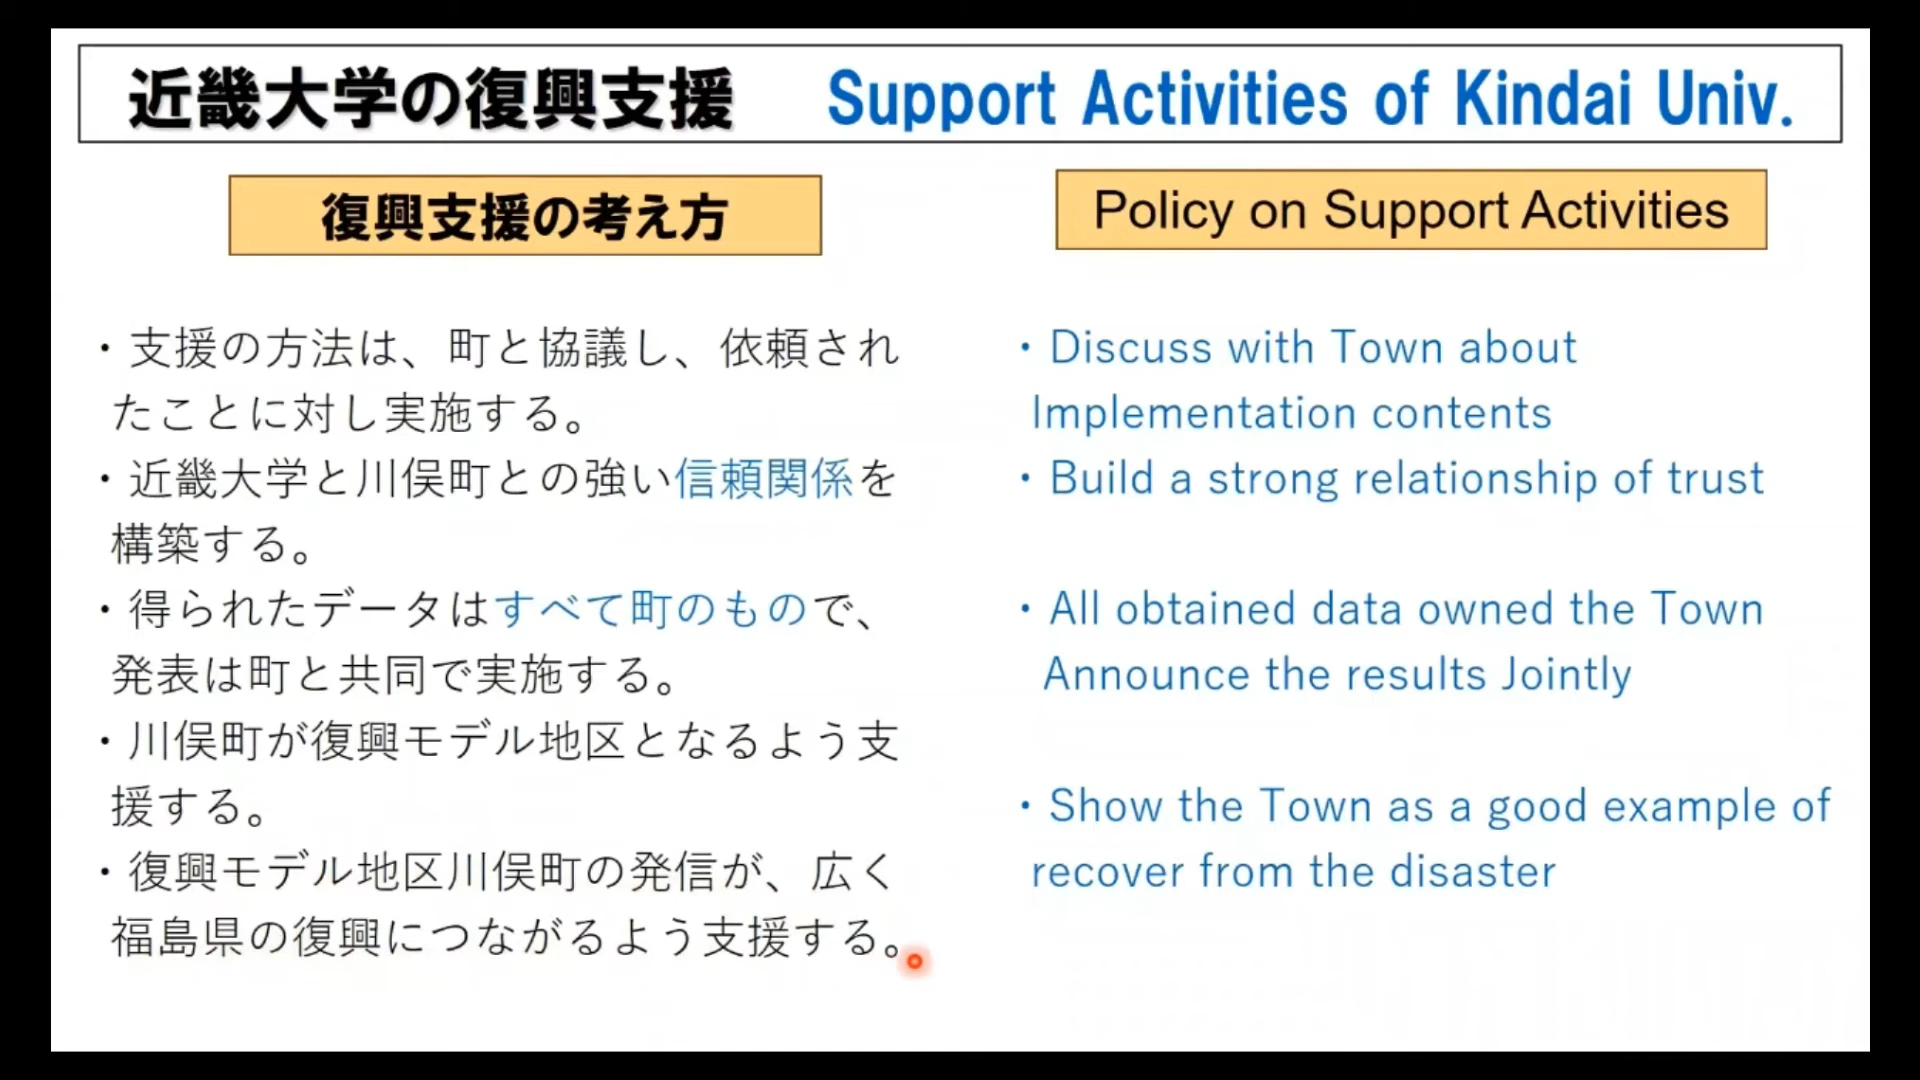 近畿大学の復興支援 Support Activities of Kindai Univ.
復興支援の考え方
・支援の方法は、町と協議し、依頼され
たことに対し実施する。
・近畿大学と川俣町との強い信頼関係を
構築する。
・得られたデータはすべて町のもので、
発表は町と共同で実施する。
・川俣町が復興モデル地区となるよう支
援する。
・復興モデル地区川俣町の発信が、広く
福島県の復興につながるよう支援する。
Policy on Support Activities
・Discuss with Town about
Implementation contents
・Build a strong relationship of trust
・All obtained data owned the Town
Announce the results Jointly
・Show the Town as a good example of
recover from the disaster